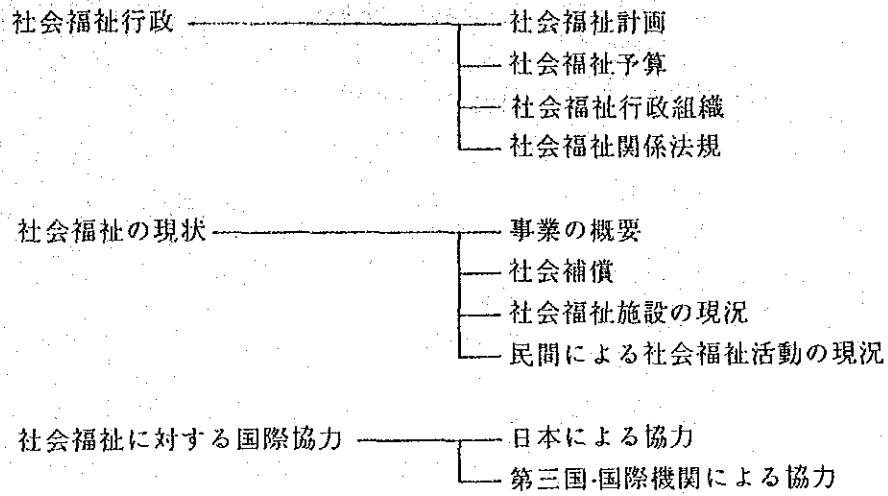 社会福祉行政 社会福祉計画
社会福祉予算
社会福祉行政組織
社会福祉関係法規
社会福祉の現状 事業の概要
社会補償
社会福祉施設の現況
民間による社会福祉活動の現況
社会福祉に対する国際協力 日本による協力
第三国·国際機関による協力